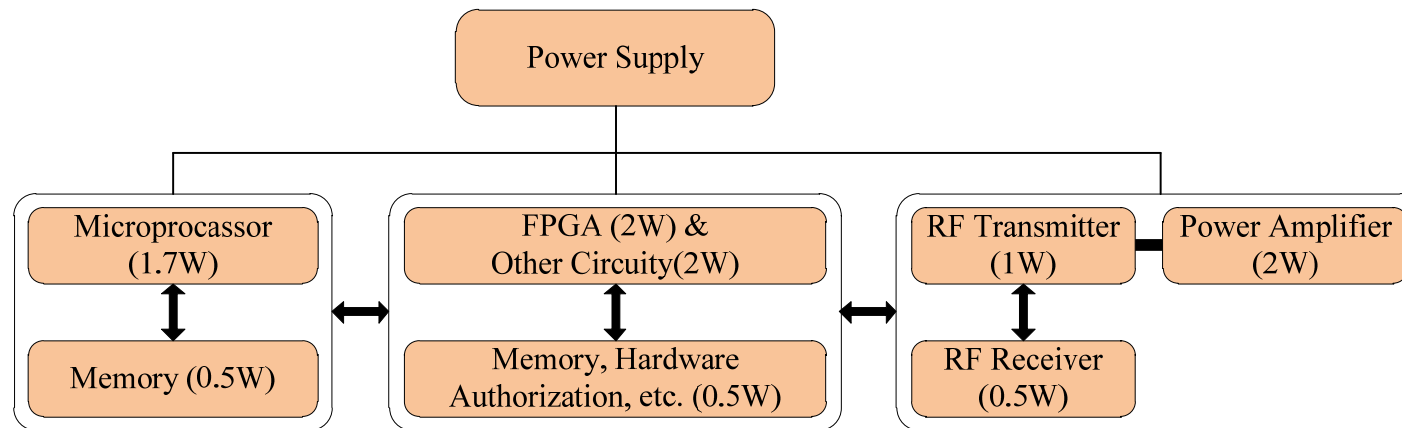 Power Supply
Microprocassor
(1.7W)
Memory (0.5W)
FPGA (2W) &
Other Circuity(2W)
Memory, Hardware
Authorization, etc. (0.5W)
RF Transmitter
(1W)
Power Amplifier
(2W)
RF Receiver
(0.5W)